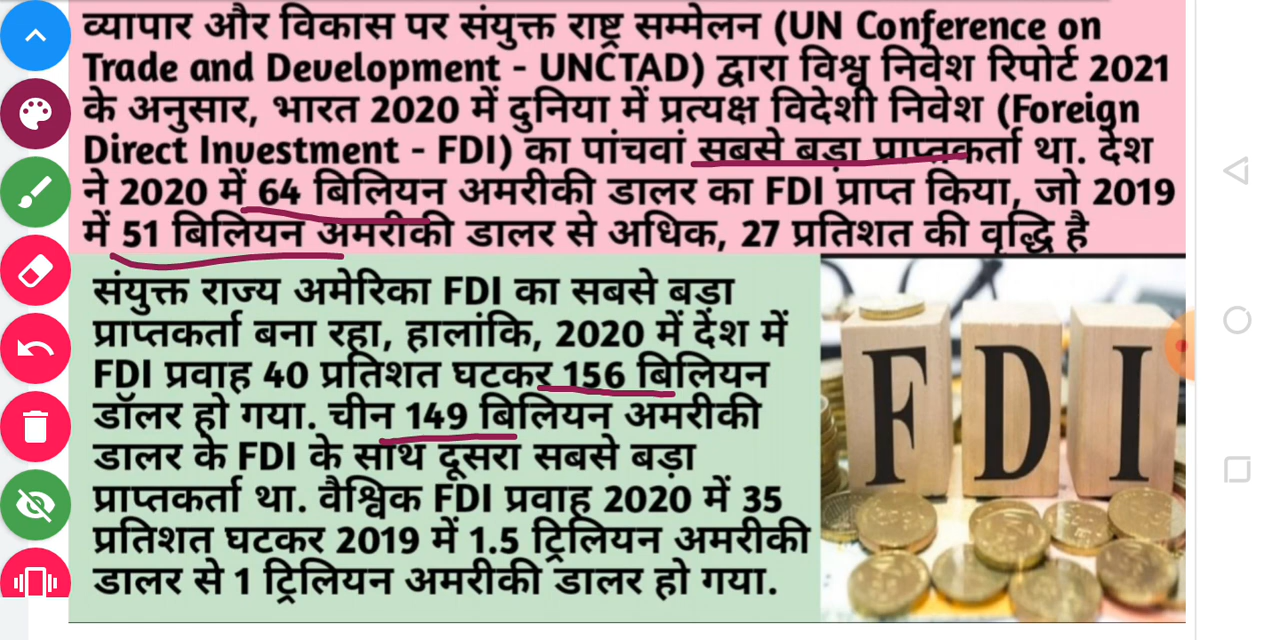 व्यापार और विकास पर संयुक्त राष्ट्र सम्मेलन (UN Conference on
Trade and Development - UNCTAD) द्वारा विश्व निवेश रिपोर्ट 2021
के अनुसार, भारत 2020 में दुनिया में प्रत्यक्ष विदेशी निवेश (Foreign
Direct Investment - FDI) का पांचवां सबसे बड़ा प्राप्तकर्ता था. देश
ने 2020 में 64 बिलियन अमरीकी डालर का FDI प्राप्त किया, जो 2019
में 51 बिलियन अमरीकी डालर से अधिक, 27 प्रतिशत की वृद्धि है
संयुक्त राज्य अमेरिका FDI का सबसे बड़ा
प्राप्तकर्ता बना रहा, हालांकि, 2020 में देश में
FDI प्रवाह 40 प्रतिशत घटकर 156 बिलियन
डॉलर हो गया. चीन 149 बिलियन अमरीकी
डालर के FDI के साथ दूसरा सबसे बड़ा
प्राप्तकर्ता था. वैश्विक FDI प्रवाह 2020 में 35
प्रतिशत घटकर 2019 में 1.5 ट्रिलियन अमरीकी
डालर से 1 ट्रिलियन अमरीकी डालर हो गया.
FDI